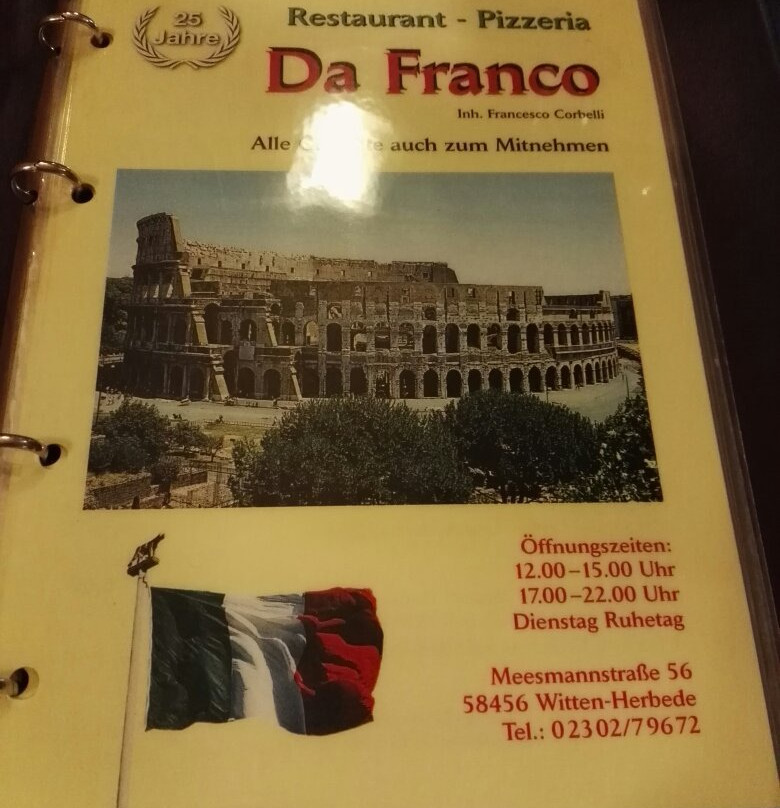 25
Jahre
Restaurant - Pizzeria
Da Franco
Inh. Francesco Corbelli
Alle auch zum Mitnehmen
Öffnungszeiten:
12.00–15.00 Uhr
17.00–22.00 Uhr
Dienstag Ruhetag
Meesmannstraße 56
58456 Witten-Herbede
Tel.: 02302/79672